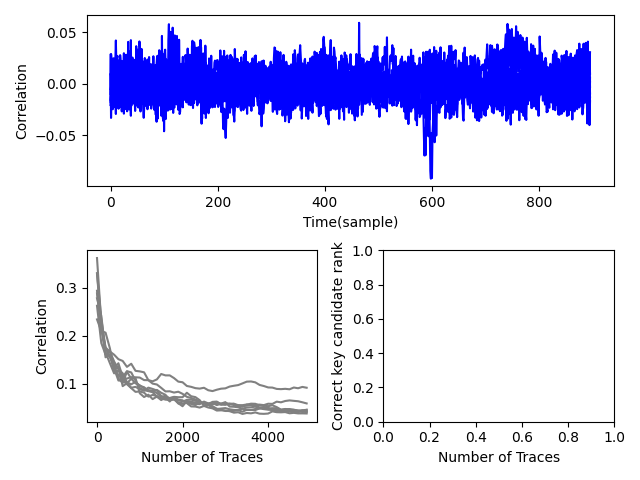 0.05
0.00
−0.05
Correlation
0 200 400 600 800
Time(sample)
0.3
0.2
0.1
Correlation
0 2000 4000
Number of Traces
1.0
0.8
0.6
0.4
0.2
0.0
Correct key candidate rank
0.0 0.2 0.4 0.6 0.8 1.0
Number of Traces